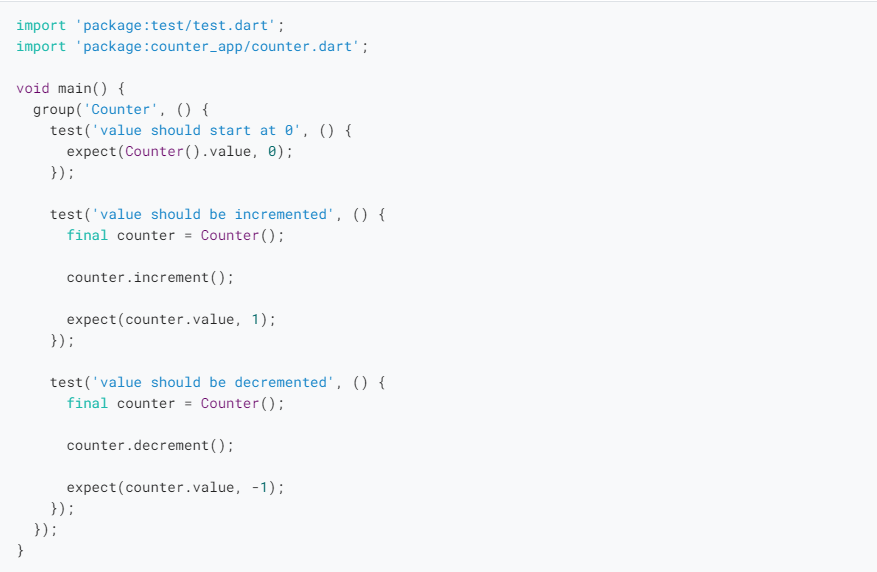 import 'package:test/test.dart';
import 'package:counter_app/counter.dart';

void main() {
  group('Counter', () {
    test('value should start at 0', () {
      expect(Counter().value, 0);
    });

    test('value should be incremented', () {
      final counter = Counter();

      counter.increment();

      expect(counter.value, 1);
    });

    test('value should be decremented', () {
      final counter = Counter();

      counter.decrement();

      expect(counter.value, -1);
    });
  });
}